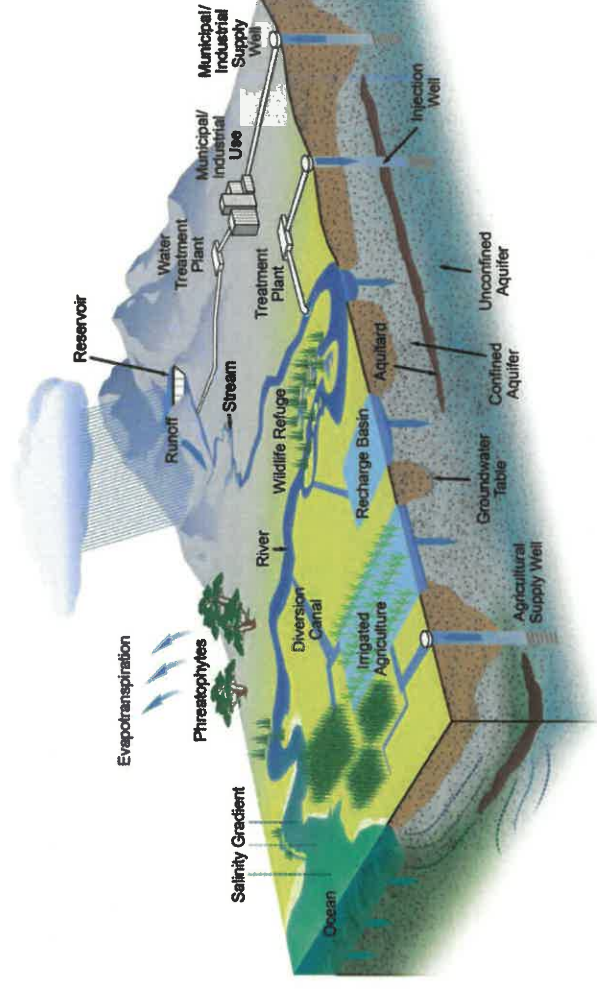 Evapotranspiration
Phreatophytes
Salinity Gradient
Ocean
River
Diversion
Canal
Irrigated
Agriculture
Agricultural
Supply Well
Reservoir
Runoff
Stream
Wildlife Refuge
Recharge Basin
Groundwater
Table
Aquitard
Confined
Aquifer
Unconfined
Aquifer
Water
Treatment
Plant
Treatment
Plant
Municipal/
Industrial
Use
Municipal/
Industrial
Supply
Well
Injection
Well